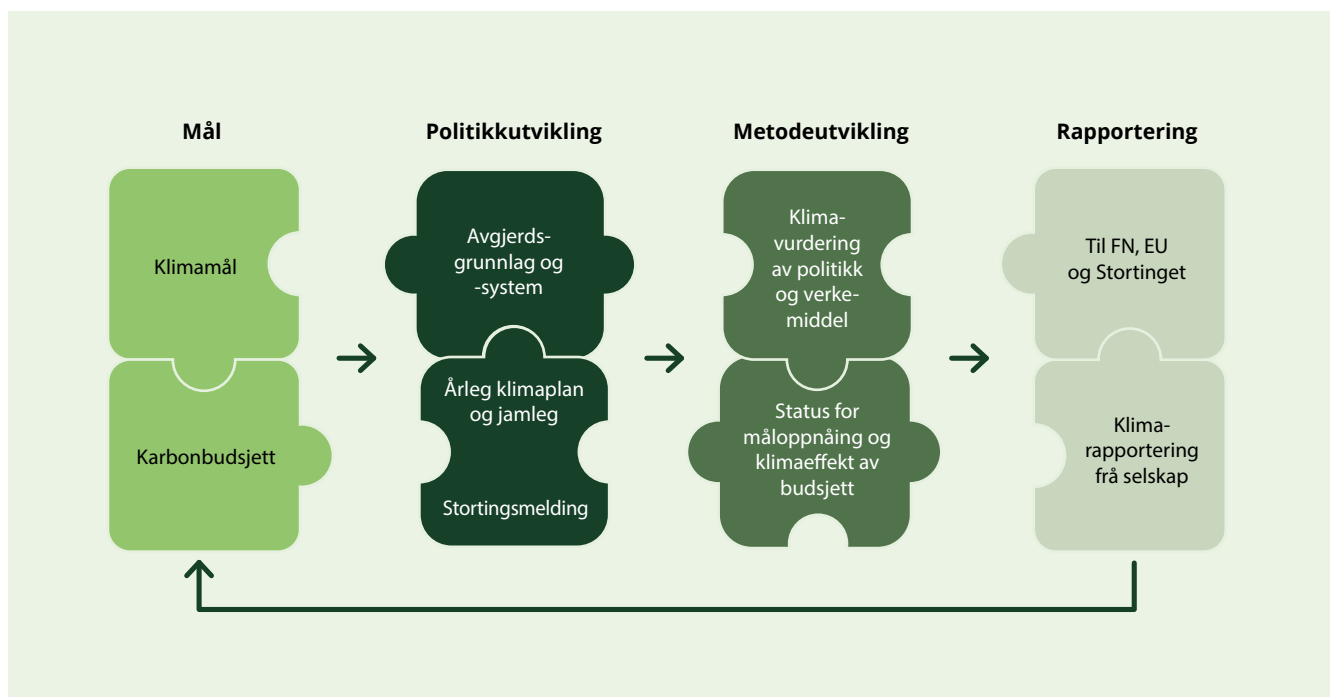 Mål
Klimamål
Karbonbudsjett
Politikkutvikling
Avgjerds-
grunnlag og
-system
Årleg klimaplan
og jamleg
Stortingsmelding
Metodeutvikling
Klima-
vurdering
av politikk
og verke-
middel
Status for
måloppnåing og
klimaeffekt av
budsjett
Rapportering
Til FN, EU
og Stortinget
Klima-
rapportering
frå selskap